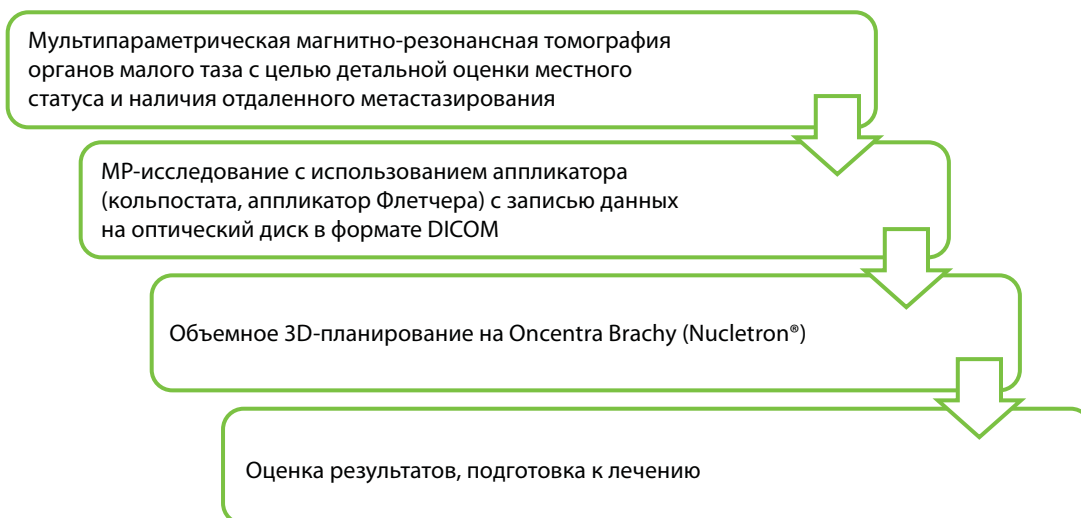 Мультипараметрическая магнитно-резонансная томография
органов малого таза с целью детальной оценки местного
статуса и наличия отдаленного метастазирования
МР-исследование с использованием аппликатора
(кольпостата, аппликатор Флетчера) с записью данных
на оптический диск в формате DICOM
Объемное 3D-планирование на Oncentra Brachy (Nucletron®)
Оценка результатов, подготовка к лечению